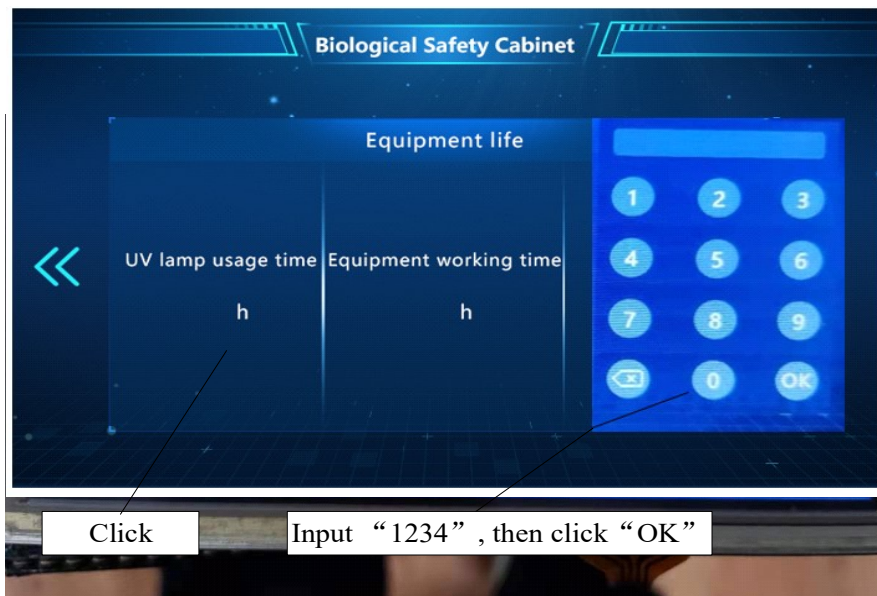 Biological Safety Cabinet
Equipment life
UV lamp usage time
h
Equipment working time
h
1 2 3
4 5 6
7 8 9
0 OK
Click
Input “1234”, then click “OK”